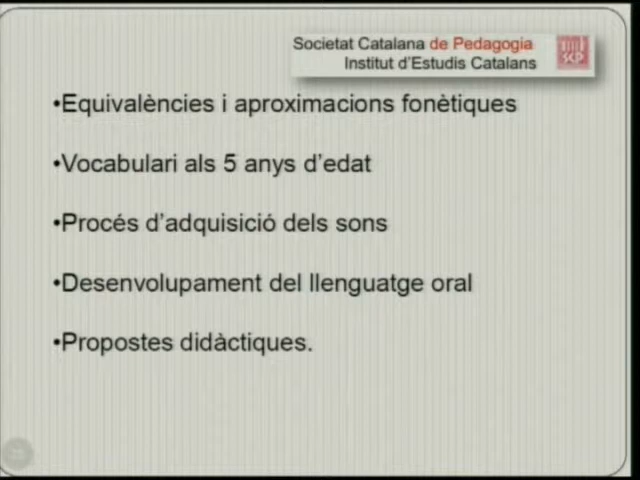 Societat Catalana de Pedagogia
Institut d'Estudis Catalans
SCP
•Equivalències i aproximacions fonètiques
•Vocabulari als 5 anys d'edat
•Procés d'adquisició dels sons
•Desenvolupament del llenguatge oral
•Propostes didàctiques.